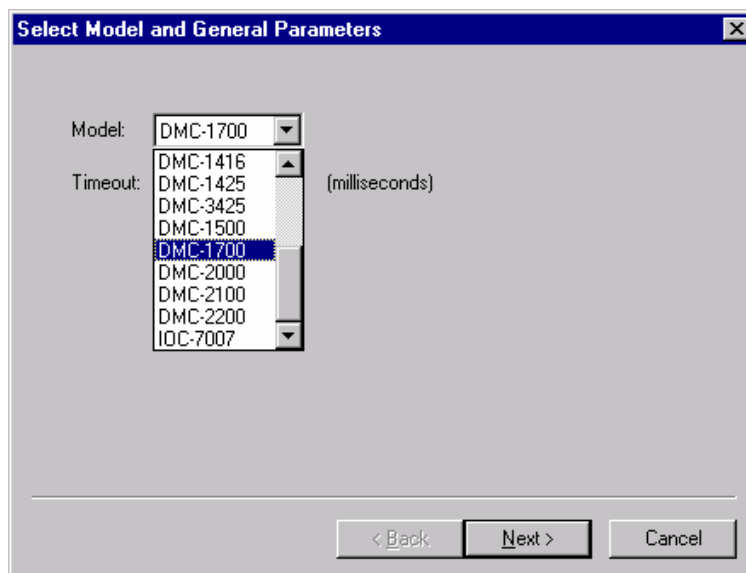 Select Model and General Parameters
Model: DMC-1700
DMC-1416
Timeout: DMC-1425 (milliseconds)
DMC-3425
DMC-1500
DMC-1700
DMC-2000
DMC-2100
DMC-2200
IOC-7007
< Back Next > Cancel